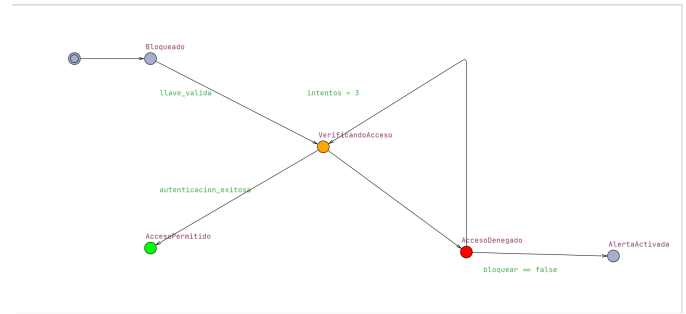 Bloqueado
llave_valida
intentos = 3
VerificandoAcceso
autenticacion_exitosa
AccesoPermitido
AccesoDenegado
AlertaActivada
bloquear == false